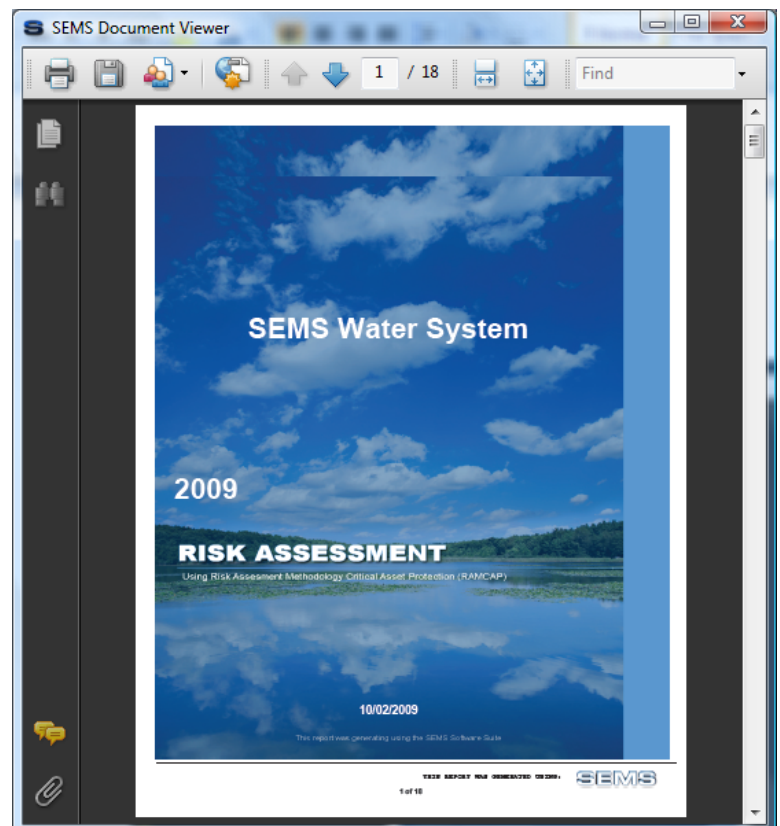 SEMS Document Viewer
1 / 18
Find
SEMS Water System
2009
RISK ASSESSMENT
Using Risk Assesment Methodology Critical Asset Protection (RAMCAP)
10/02/2009
This report was generating using the SEMS Software Suite
THIS REPORT WAS GENERATED USING:
SEMS
1 of 18